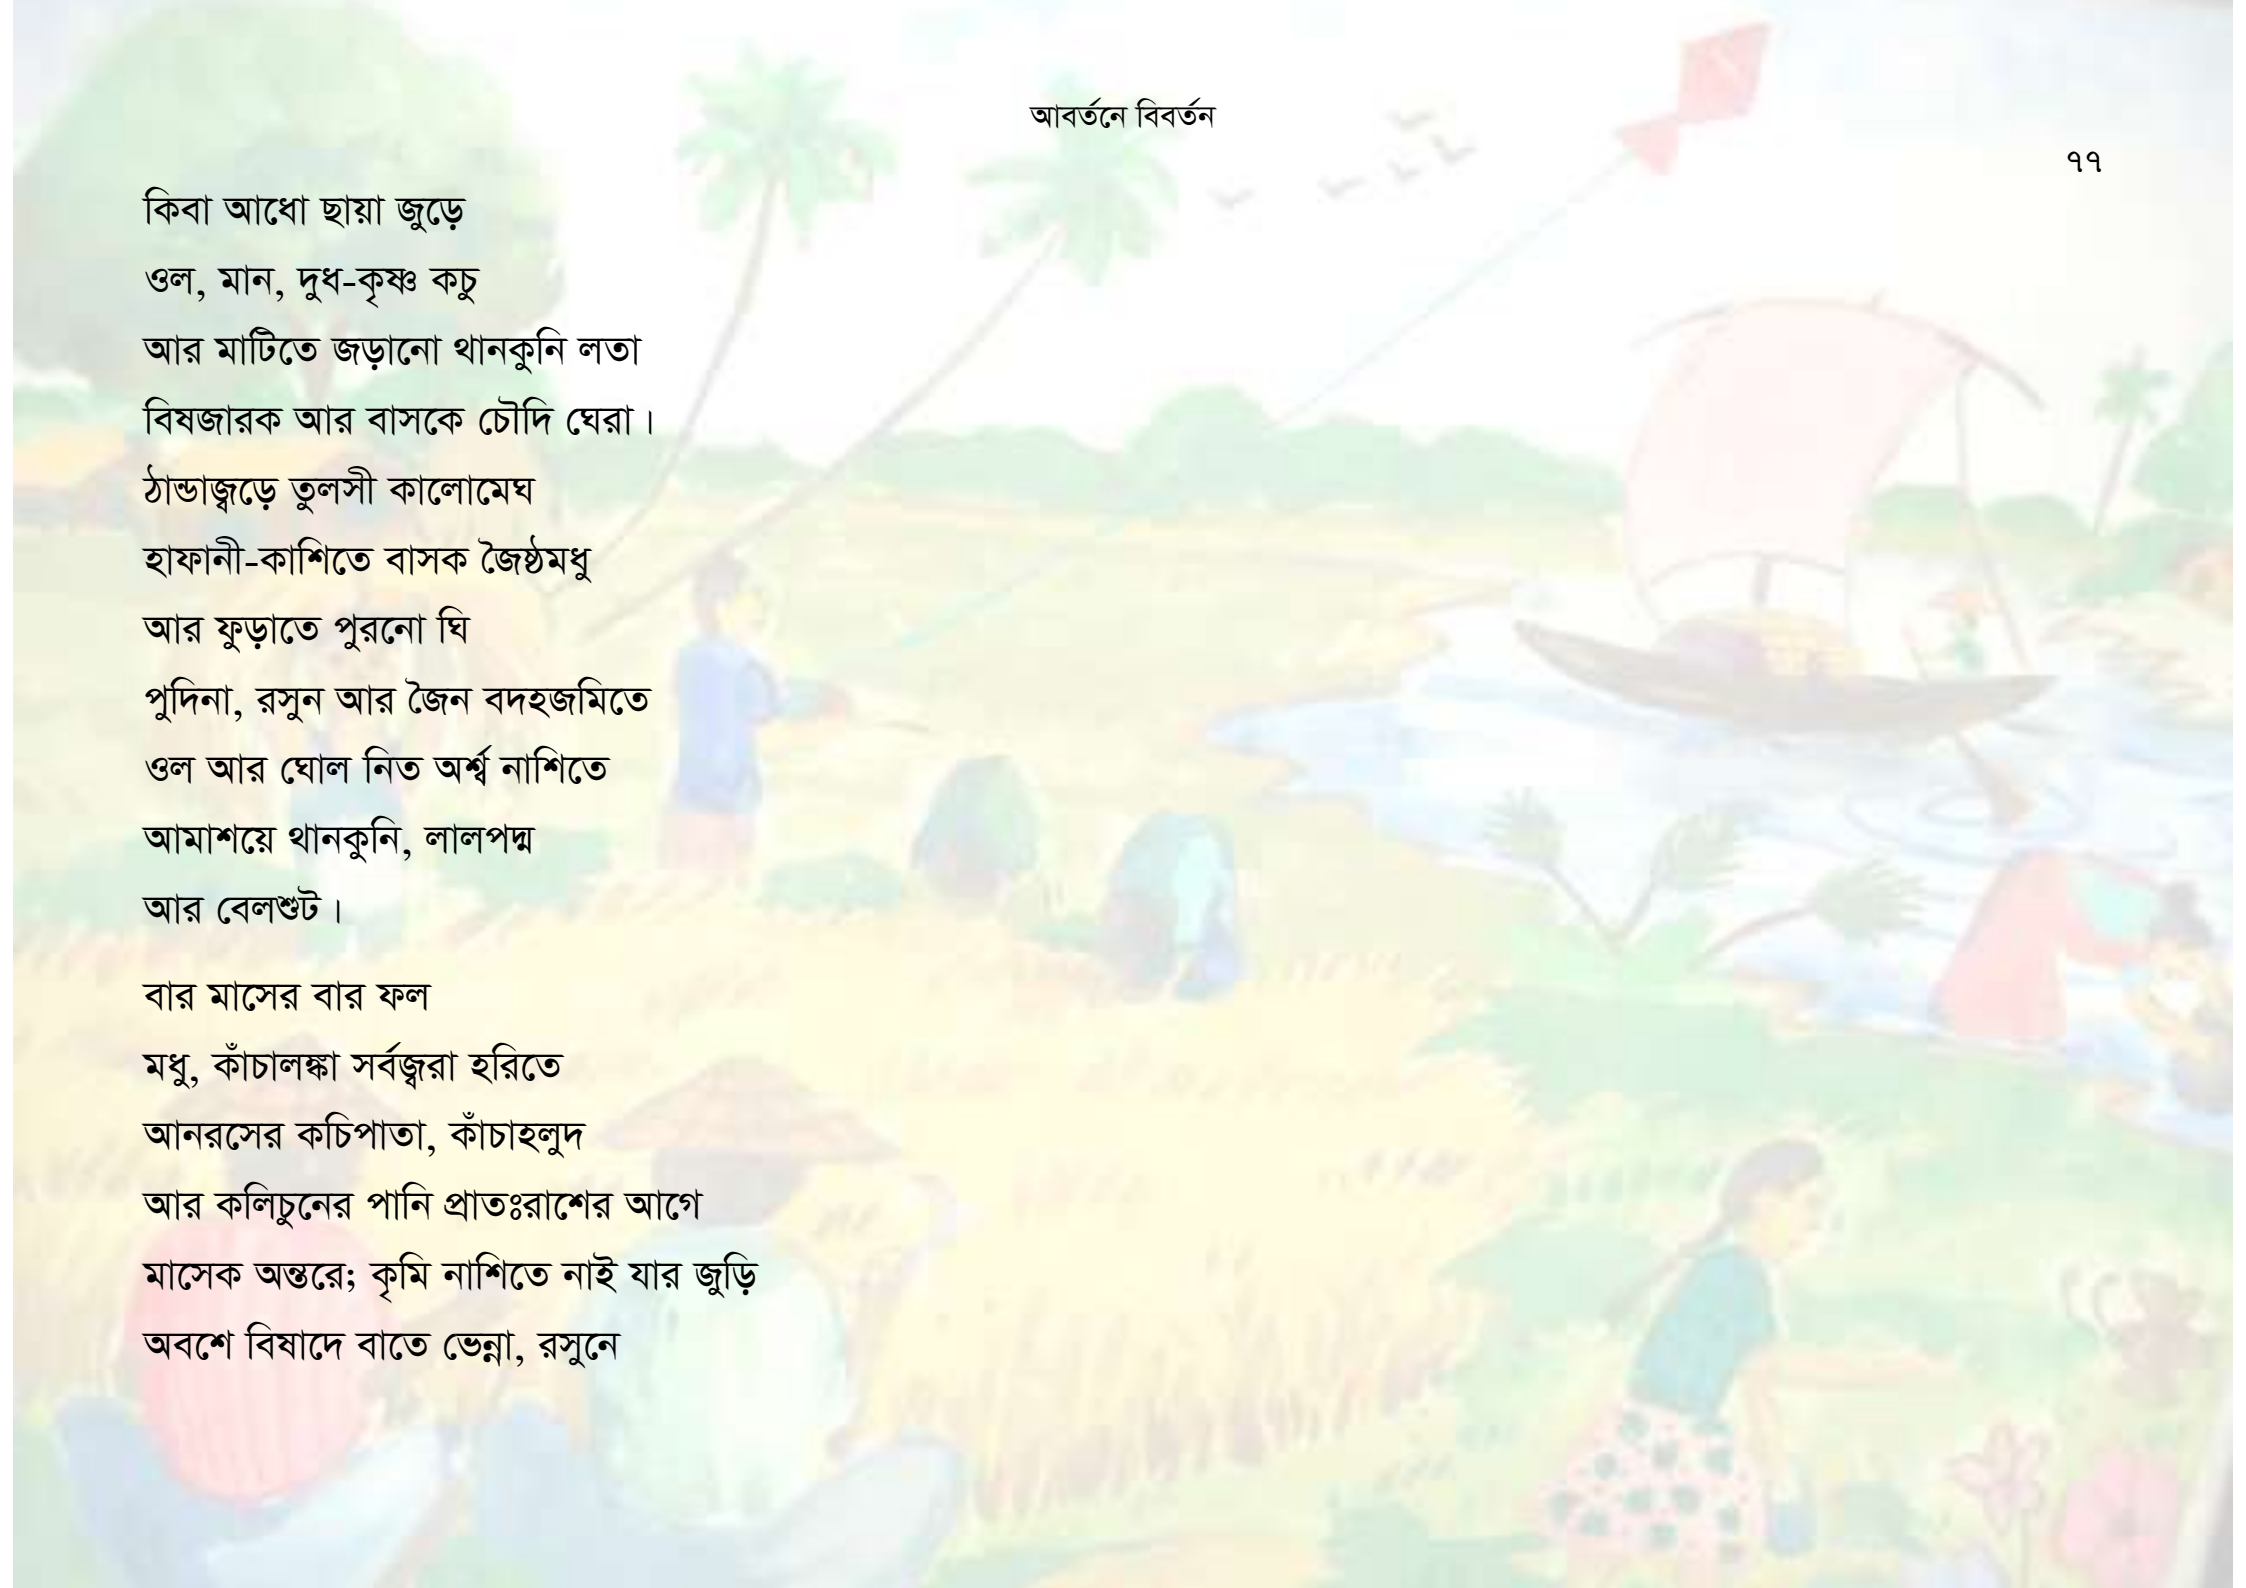 আবর্তনে বিবর্তন
৭৭
কিবা আধো ছায়া জুড়ে
ওল, মান, দুধ-কৃষ্ণ কচু
আর মাটিতে জড়ানো থানকুনি লতা
বিষজারক আর বাসকে চৌদি ঘেরা।
ঠান্ডাজ্বড়ে তুলসী কালোমেঘ
হাফানী-কাশিতে বাসক জৈষ্ঠমধু
আর ফুড়াতে পুরনো ঘি
পুদিনা, রসুন আর জৈন বদহজমিতে
ওল আর ঘোল নিত অর্শ্ব নাশিতে
আমাশয়ে থানকুনি, লালপদ্ম
আর বেলশুট।
বার মাসের বার ফল
মধু, কাঁচালঙ্কা সর্বজ্বরা হরিতে
আনরসের কচিপাতা, কাঁচাহলুদ
আর কলিচুনের পানি প্রাতঃরাশের আগে
মাসেক অন্তরে; কৃমি নাশিতে নাই যার জুড়ি
অবশে বিষাদে বাতে ভেন্না, রসুনে